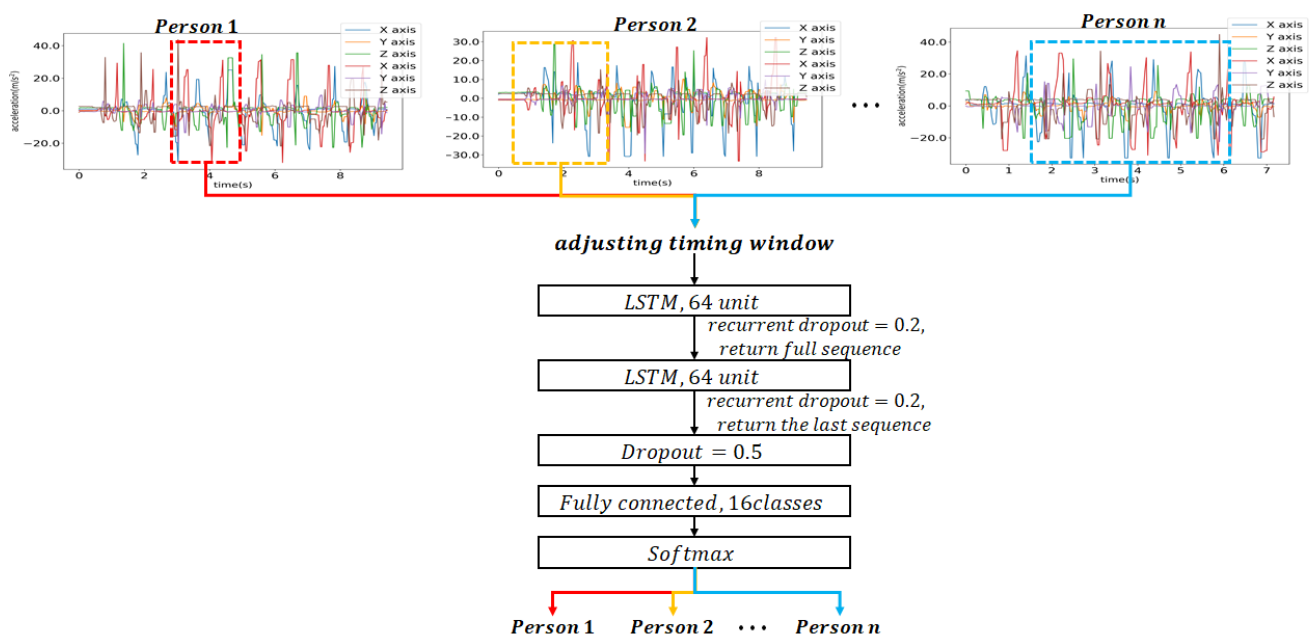 Person 1
X axis
Y axis
Z axis
X axis
Y axis
Z axis
40.0
20.0
0.0
−20.0
acceleration(m/s²)
0 2 4 6 8
time(s)
Person 2
X axis
Y axis
Z axis
X axis
Y axis
Z axis
30.0
20.0
10.0
0.0
−10.0
−20.0
−30.0
0 2 4 6 8
time(s)
...
Person n
X axis
Y axis
Z axis
X axis
Y axis
Z axis
40.0
20.0
0.0
−20.0
acceleration(m/s²)
0 1 2 3 4 5 6 7
time(s)
adjusting timing window
LSTM, 64 unit
recurrent dropout = 0.2,
return full sequence
LSTM, 64 unit
recurrent dropout = 0.2,
return the last sequence
Dropout = 0.5
Fully connected, 16classes
Softmax
Person 1 Person 2 ... Person n